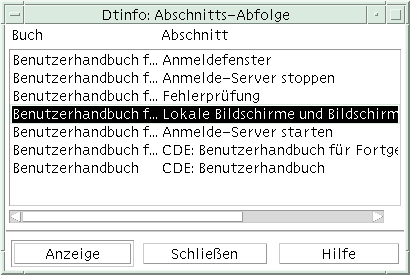 Dtinfo: Abschnitts-Abfolge
Buch Abschnitt
Benutzerhandbuch f... Anmeldefenster
Benutzerhandbuch f... Anmelde-Server stoppen
Benutzerhandbuch f... Fehlerprüfung
Benutzerhandbuch f... Lokale Bildschirme und Bildschirm
Benutzerhandbuch f... Anmelde-Server starten
Benutzerhandbuch f... CDE: Benutzerhandbuch für Fortge
Benutzerhandbuch CDE: Benutzerhandbuch
Anzeige Schließen Hilfe